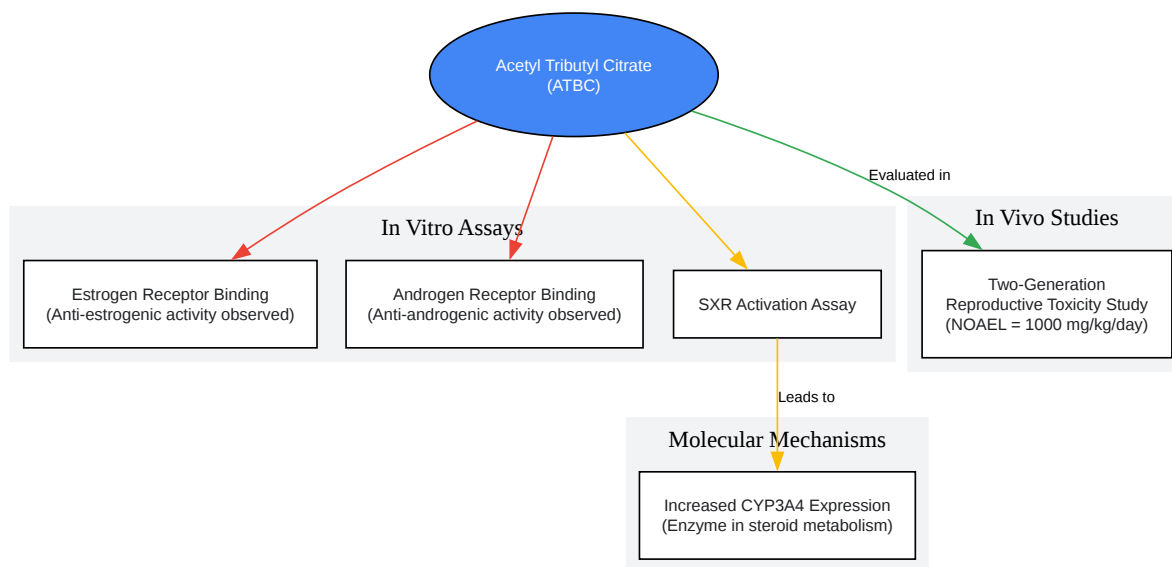 Acetyl Tributyl Citrate
(ATBC)
Evaluated in
In Vitro Assays
In Vivo Studies
Estrogen Receptor Binding
(Anti-estrogenic activity observed)
Androgen Receptor Binding
(Anti-androgenic activity observed)
SXR Activation Assay
Two-Generation
Reproductive Toxicity Study
(NOAEL = 1000 mg/kg/day)
Leads to
Molecular Mechanisms
Increased CYP3A4 Expression
(Enzyme in steroid metabolism)